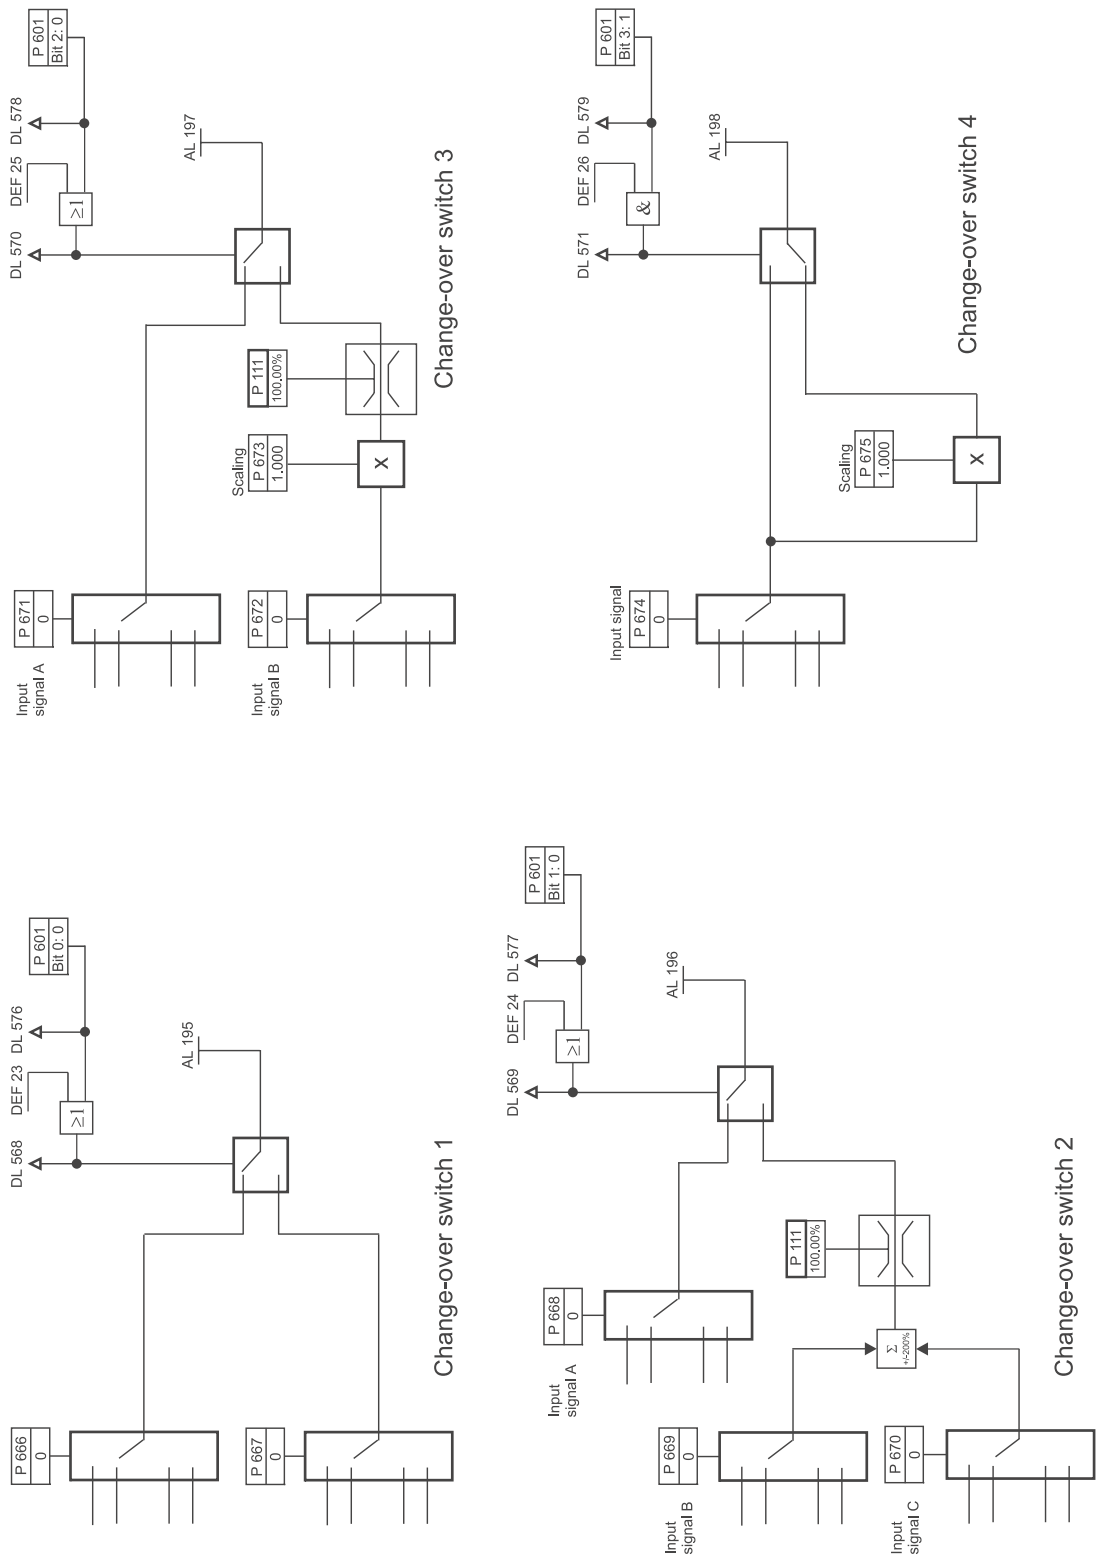 P 666
0
P 667
0
DL 568
DEF 23
DL 576
P 601
Bit 0: 0
≥1
AL 195
Change-over switch 1
Input
signal A
P 671
0
Input
signal B
P 672
0
Scaling
P 673
1.000
P 111
100.00%
X
DL 570
DEF 25
DL 578
P 601
Bit 2: 0
≥1
AL 197
Change-over switch 3
Input
signal A
P 668
0
Input
signal B
P 669
0
Input
signal C
P 670
0
Σ
+/-200%
P 111
100.00%
DL 569
DEF 24
DL 577
P 601
Bit 1: 0
≥1
AL 196
Change-over switch 2
Input signal
P 674
0
Scaling
P 675
1.000
X
DL 571
DEF 26
DL 579
P 601
Bit 3: 1
&
AL 198
Change-over switch 4